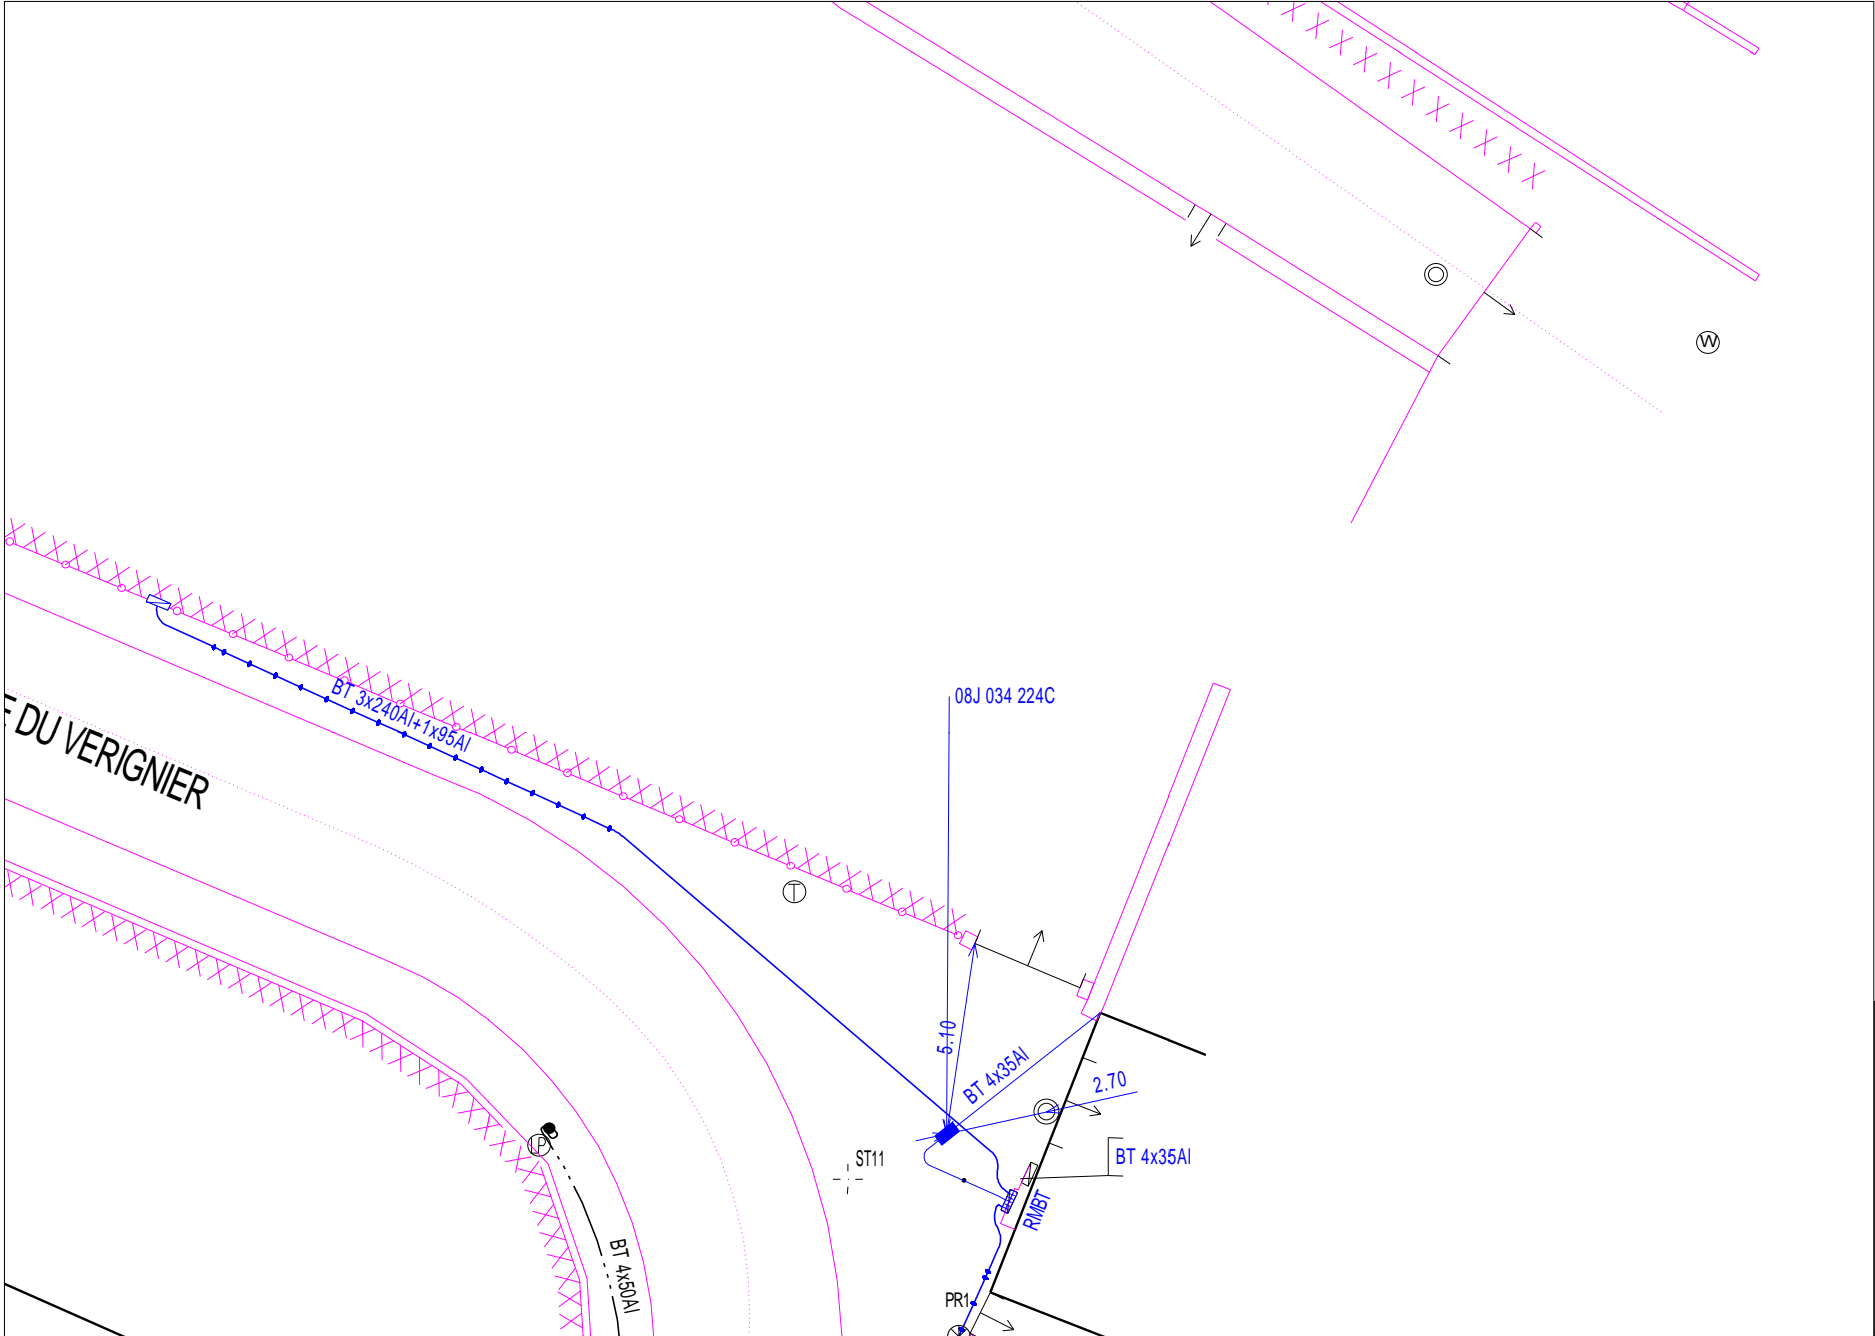 W
BT 3x240Al+1x95Al
08J 034 224C
DU VERIGNIER
T
5.10
BT 4x35Al
2.70
LP
ST11
BT 4x35Al
RMBT
BT 4x50Al
PR1